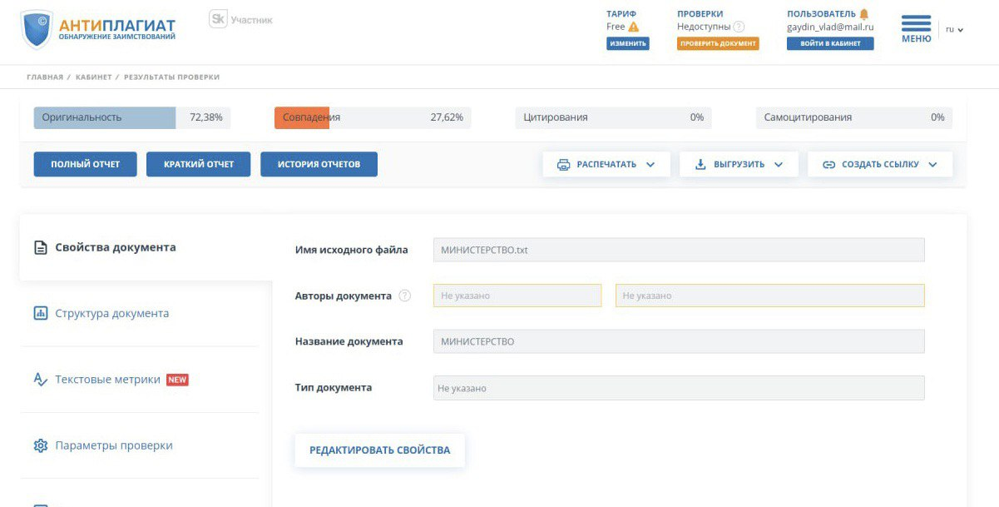 АНТИПЛАГИАТ
ОБНАРУЖЕНИЕ ЗАИМСТВОВАНИЙ
Sk Участник
ТАРИФ
Free
ИЗМЕНИТЬ
ПРОВЕРКИ
Недоступны ?
ПРОВЕРИТЬ ДОКУМЕНТ
ПОЛЬЗОВАТЕЛЬ
gaydin_vlad@mail.ru
ВОЙТИ В КАБИНЕТ
МЕНЮ
ru
ГЛАВНАЯ / КАБИНЕТ / РЕЗУЛЬТАТЫ ПРОВЕРКИ
Оригинальность 72,38%
Совпадения 27,62%
Цитирования 0%
Самоцитирования 0%
ПОЛНЫЙ ОТЧЕТ
КРАТКИЙ ОТЧЕТ
ИСТОРИЯ ОТЧЕТОВ
РАСПЕЧАТАТЬ
ВЫГРУЗИТЬ
СОЗДАТЬ ССЫЛКУ
Свойства документа
Структура документа
Текстовые метрики NEW
Параметры проверки
Имя исходного файла МИНИСТЕРСТВО.txt
Авторы документа ? Не указано Не указано
Название документа МИНИСТЕРСТВО
Тип документа Не указано
РЕДАКТИРОВАТЬ СВОЙСТВА